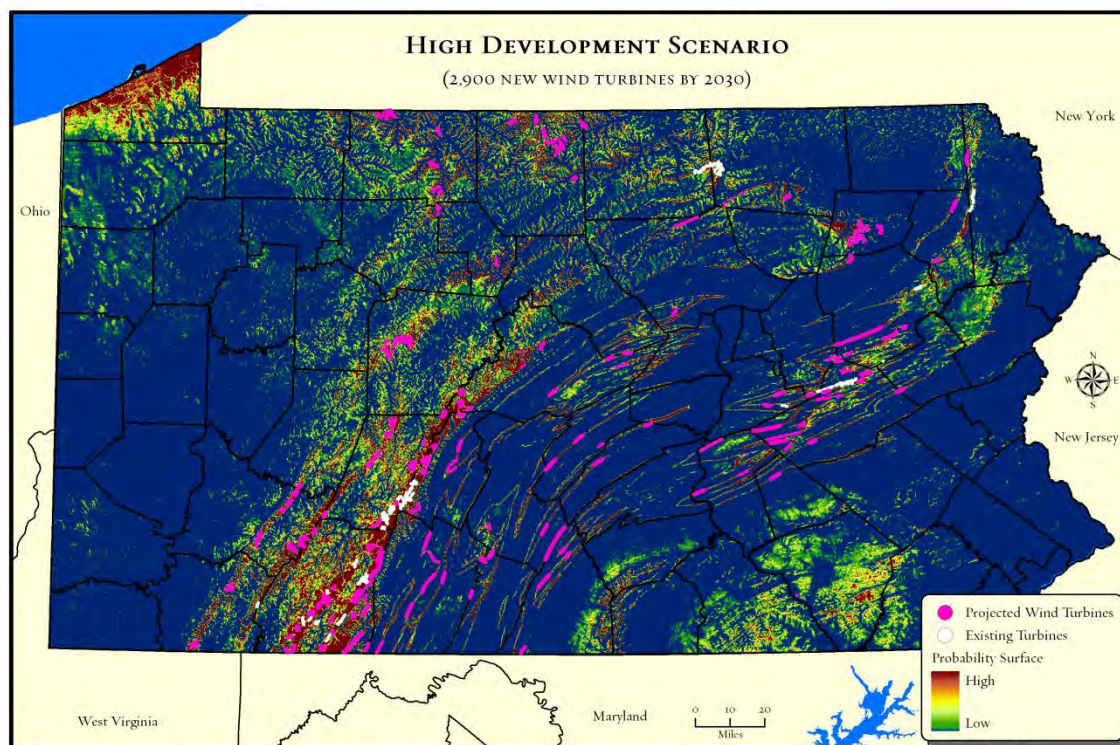 HIGH DEVELOPMENT SCENARIO
(2,900 NEW WIND TURBINES BY 2030)
New York
Ohio
N
W E
S
New Jersey
Projected Wind Turbines
Existing Turbines
Probability Surface
High
Low
West Virginia
Maryland
0 10 20
Miles